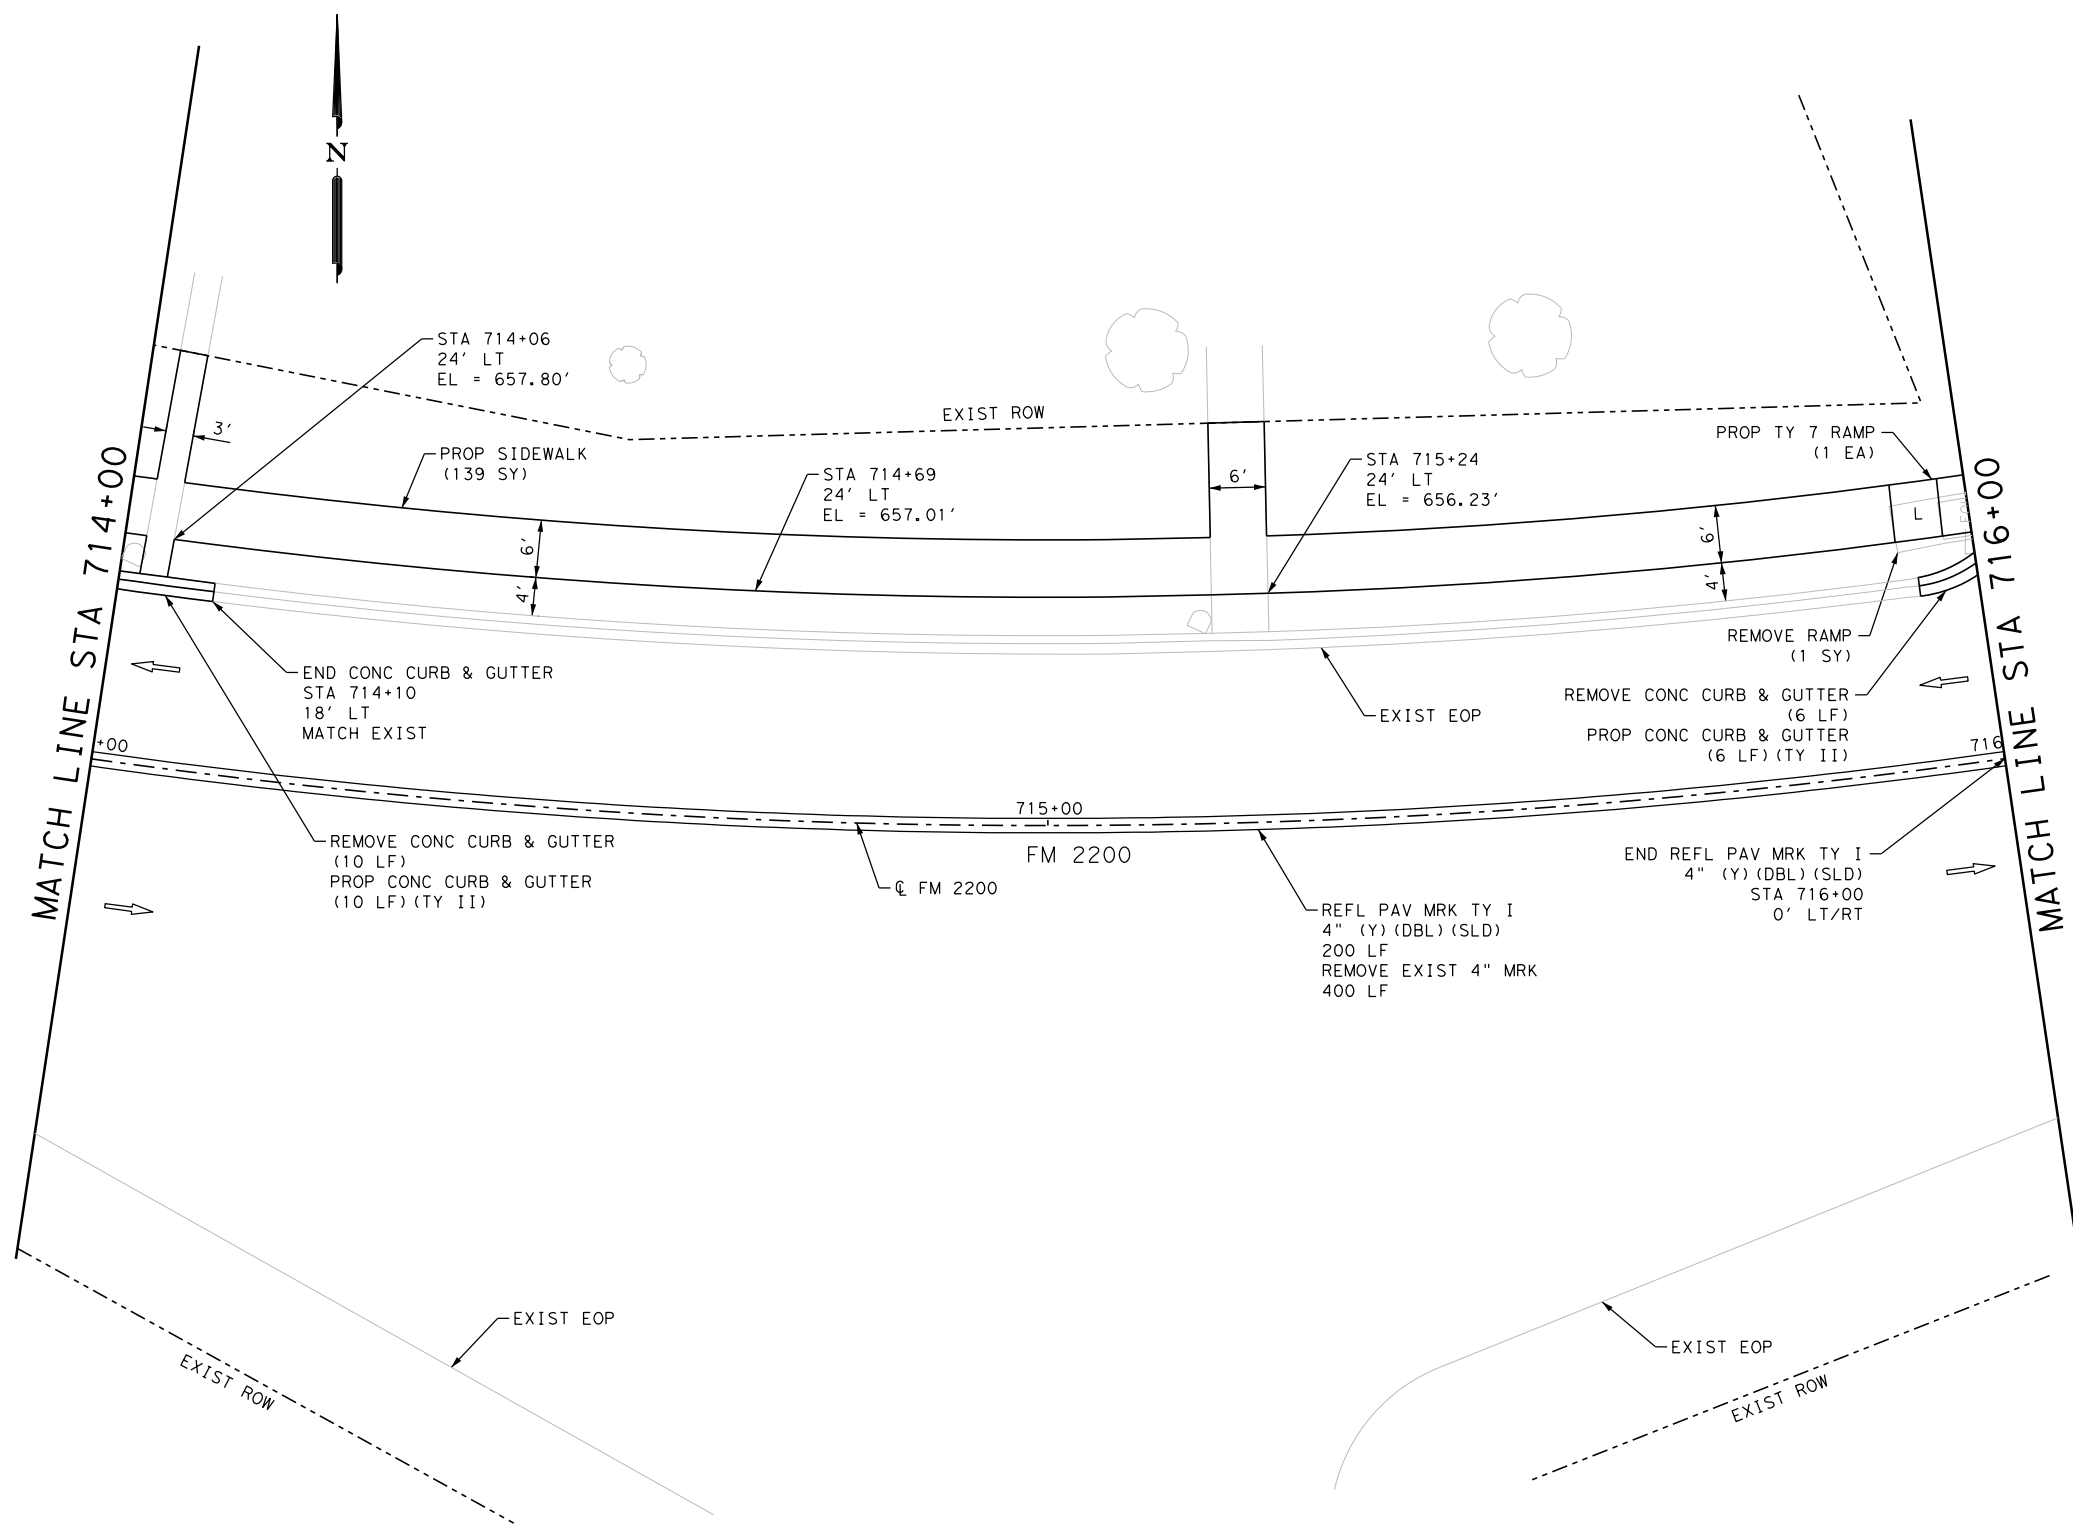 N
MATCH LINE STA 714+00
STA 714+06
24' LT
EL = 657.80'
3'
PROP SIDEWALK
(139 SY)
EXIST ROW
STA 714+69
24' LT
EL = 657.01'
6'
STA 715+24
24' LT
EL = 656.23'
PROP TY 7 RAMP
(1 EA)
L
MATCH LINE STA 716+00
6'
4'
6'
4'
REMOVE RAMP
(1 SY)
REMOVE CONC CURB & GUTTER
(6 LF)
PROP CONC CURB & GUTTER
(6 LF)(TY II)
END CONC CURB & GUTTER
STA 714+10
18' LT
MATCH EXIST
EXIST EOP
+00
715+00
716
FM 2200
℄ FM 2200
REMOVE CONC CURB & GUTTER
(10 LF)
PROP CONC CURB & GUTTER
(10 LF)(TY II)
REFL PAV MRK TY I
4" (Y)(DBL)(SLD)
200 LF
REMOVE EXIST 4" MRK
400 LF
END REFL PAV MRK TY I
4" (Y)(DBL)(SLD)
STA 716+00
0' LT/RT
EXIST EOP
EXIST ROW
EXIST EOP
EXIST ROW